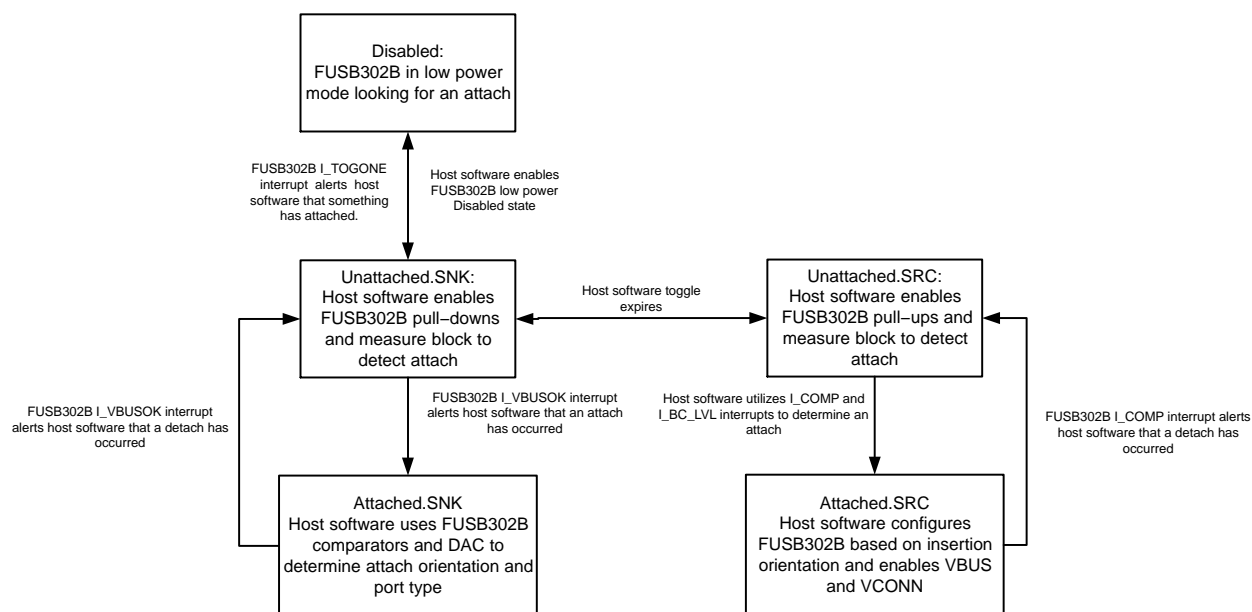 Disabled:
FUSB302B in low power
mode looking for an attach
FUSB302B I_TOGONE
interrupt alerts host
software that something
has attached.
Host software enables
FUSB302B low power
Disabled state
Unattached.SNK:
Host software enables
FUSB302B pull–downs
and measure block to
detect attach
Host software toggle
expires
Unattached.SRC:
Host software enables
FUSB302B pull–ups and
measure block to detect
attach
FUSB302B I_VBUSOK interrupt
alerts host software that a detach has
occurred
FUSB302B I_VBUSOK interrupt
alerts host software that an attach
has occurred
Host software utilizes I_COMP and
I_BC_LVL interrupts to determine an
attach
FUSB302B I_COMP interrupt alerts
host software that a detach has
occurred
Attached.SNK
Host software uses FUSB302B
comparators and DAC to
determine attach orientation and
port type
Attached.SRC
Host software configures
FUSB302B based on insertion
orientation and enables VBUS
and VCONN